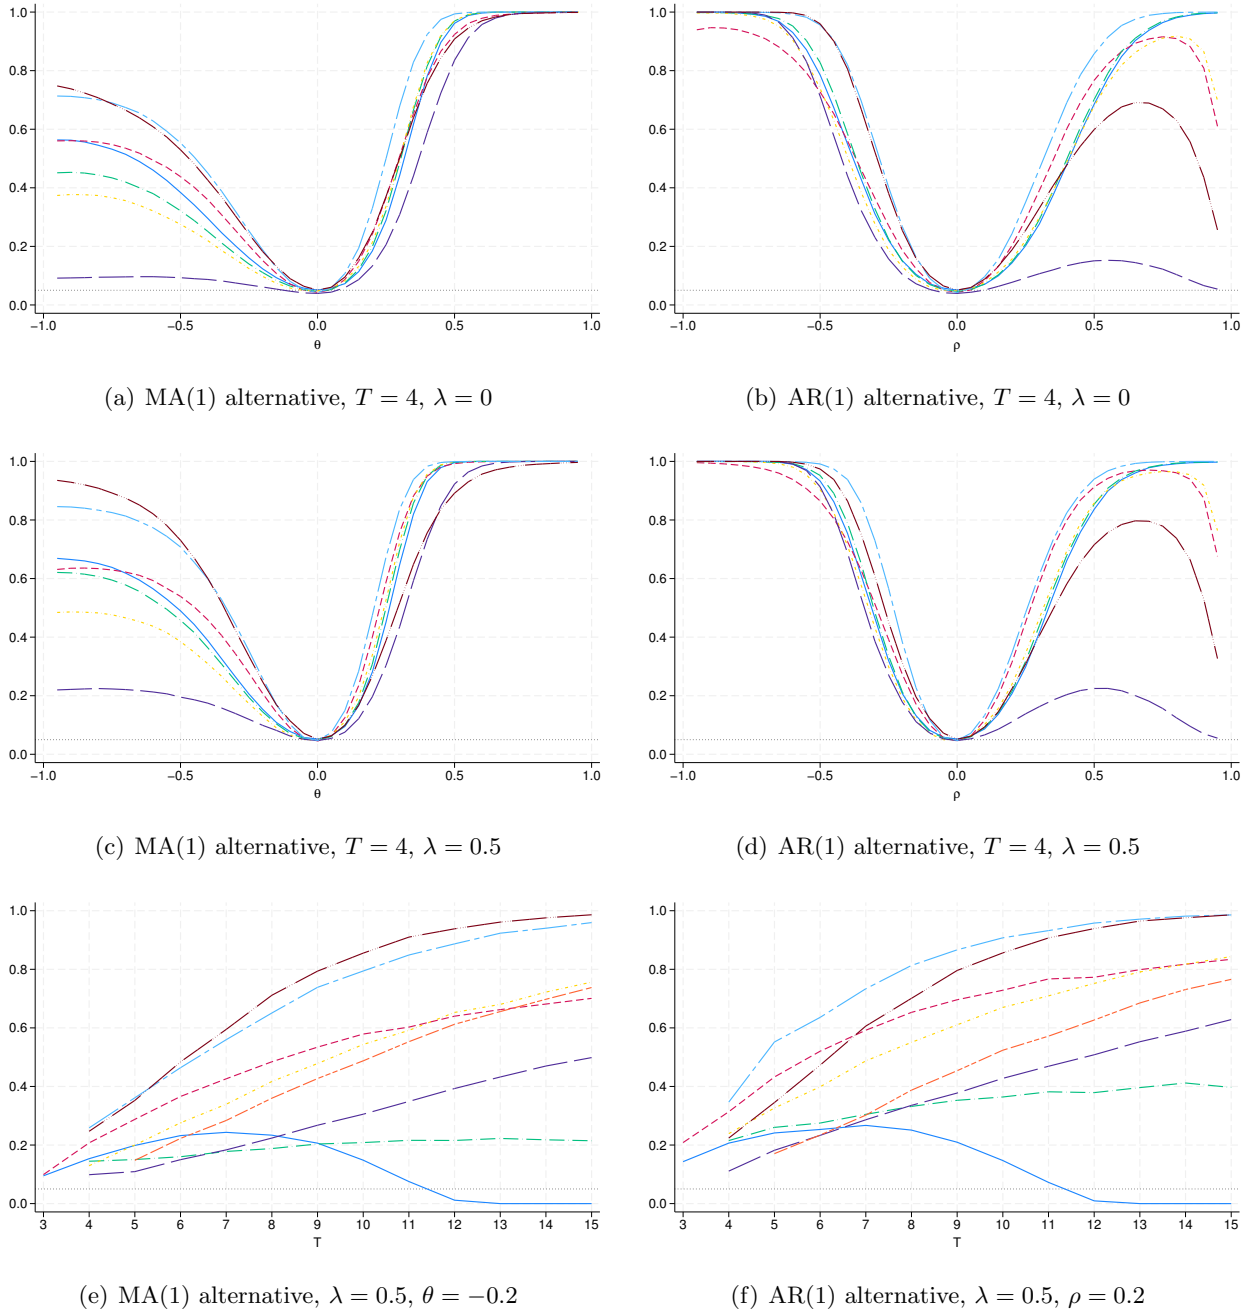 1.0
0.8
0.6
0.4
0.2
0.0
−1.0 −0.5 0.0 0.5 1.0
θ
(a) MA(1) alternative, T = 4, λ = 0
1.0
0.8
0.6
0.4
0.2
0.0
−1.0 −0.5 0.0 0.5 1.0
ρ
(b) AR(1) alternative, T = 4, λ = 0
1.0
0.8
0.6
0.4
0.2
0.0
−1.0 −0.5 0.0 0.5 1.0
θ
(c) MA(1) alternative, T = 4, λ = 0.5
1.0
0.8
0.6
0.4
0.2
0.0
−1.0 −0.5 0.0 0.5 1.0
ρ
(d) AR(1) alternative, T = 4, λ = 0.5
1.0
0.8
0.6
0.4
0.2
0.0
3 4 5 6 7 8 9 10 11 12 13 14 15
T
(e) MA(1) alternative, λ = 0.5, θ = −0.2
1.0
0.8
0.6
0.4
0.2
0.0
3 4 5 6 7 8 9 10 11 12 13 14 15
T
(f) AR(1) alternative, λ = 0.5, ρ = 0.2